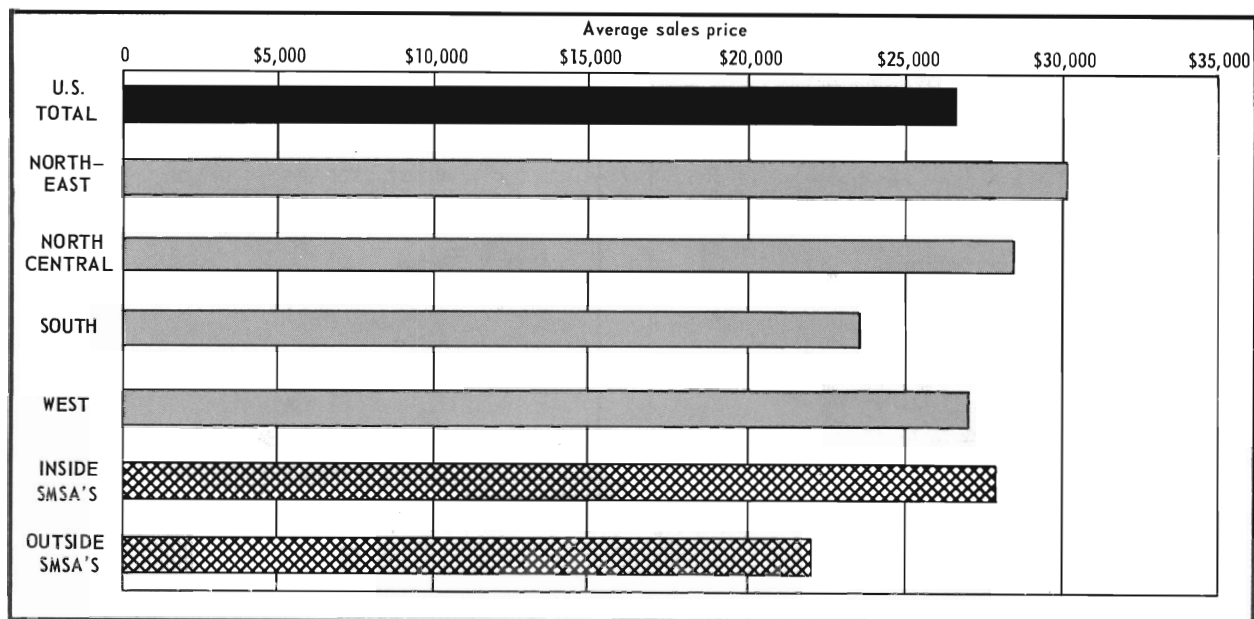 Average sales price
0 $5,000 $10,000 $15,000 $20,000 $25,000 $30,000 $35,000
U.S.
TOTAL
NORTH–
EAST
NORTH
CENTRAL
SOUTH
WEST
INSIDE
SMSA'S
OUTSIDE
SMSA'S